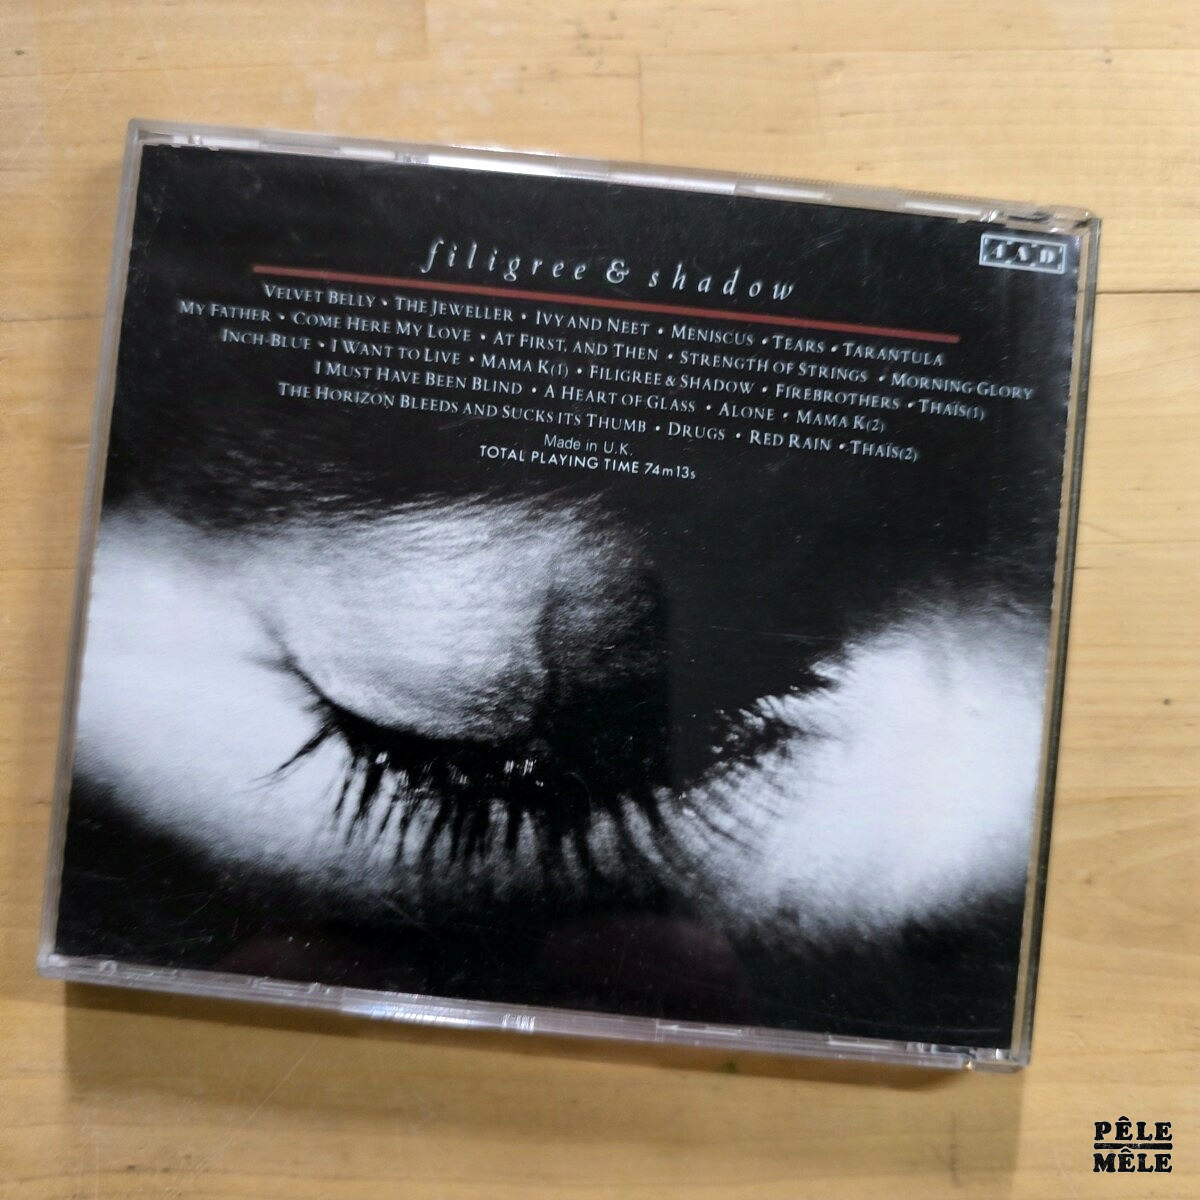 filigree & shadow
4AD
VELVET BELLY • THE JEWELLER • IVY AND NEET • MENISCUS • TEARS • TARANTULA
MY FATHER • COME HERE MY LOVE • AT FIRST, AND THEN • STRENGTH OF STRINGS • MORNING GLORY
INCH-BLUE • I WANT TO LIVE • MAMA K(1) • FILIGREE & SHADOW • FIREBROTHERS • THAÏS(1)
I MUST HAVE BEEN BLIND • A HEART OF GLASS • ALONE • MAMA K(2)
THE HORIZON BLEEDS AND SUCKS ITS THUMB • DRUGS • RED RAIN • THAÏS(2)
Made in U.K.
TOTAL PLAYING TIME 74m13s
PÊLE
MÊLE